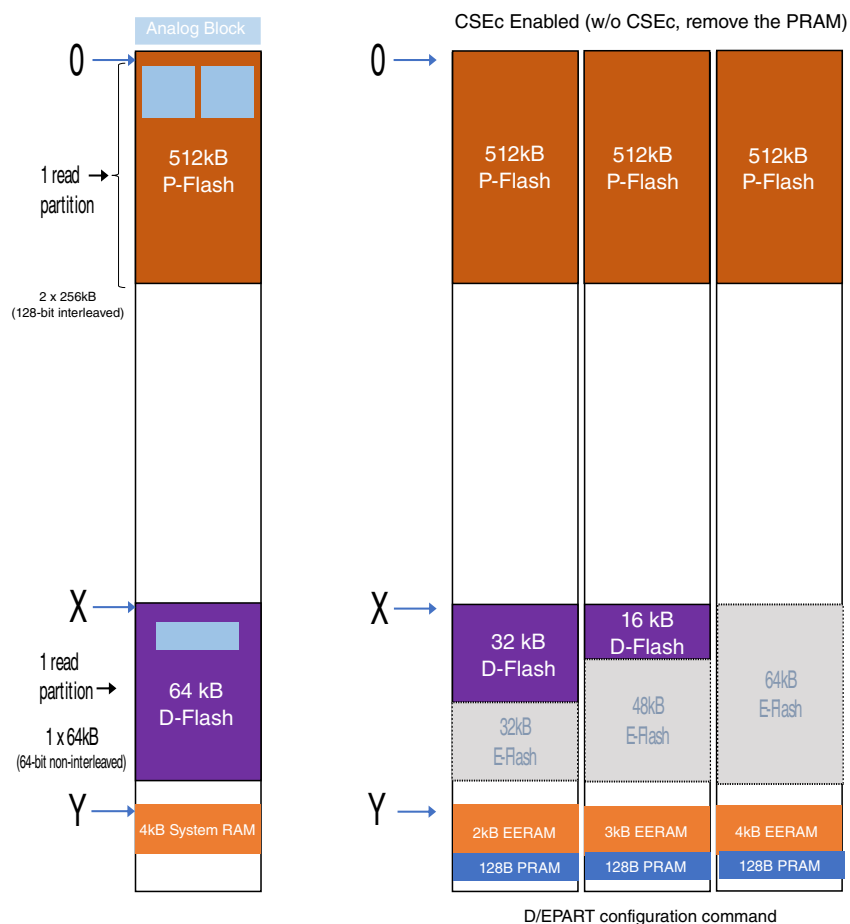 Analog Block
CSEc Enabled (w/o CSEc, remove the PRAM)
0
0
512kB
P-Flash
1 read
partition
2 x 256kB
(128-bit interleaved)
512kB
P-Flash
512kB
P-Flash
512kB
P-Flash
X
64 kB
D-Flash
1 read
partition
1 x 64kB
(64-bit non-interleaved)
X
32 kB
D-Flash
32kB
E-Flash
16 kB
D-Flash
48kB
E-Flash
64kB
E-Flash
Y
4kB System RAM
Y
2kB EERAM
3kB EERAM
4kB EERAM
128B PRAM
128B PRAM
128B PRAM
D/EPART configuration command